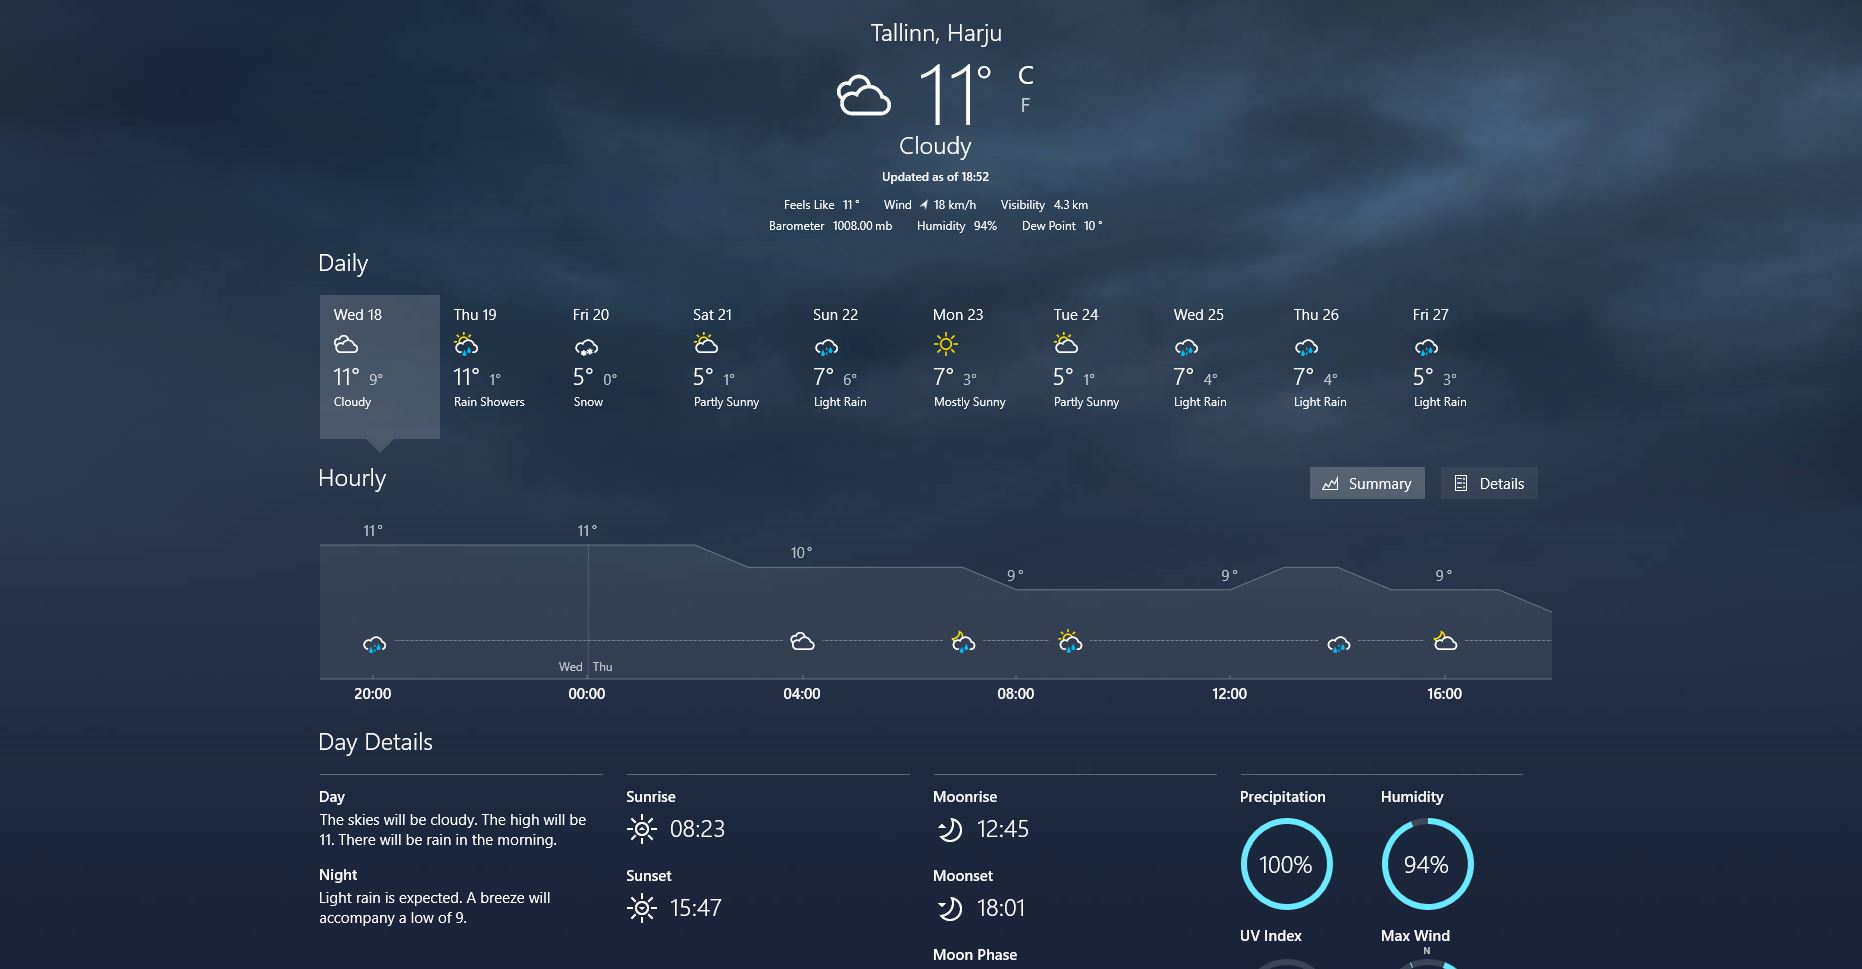 Tallinn, Harju
11° C
F
Cloudy
Updated as of 18:52
Feels Like 11° Wind 18 km/h Visibility 4.3 km
Barometer 1008.00 mb Humidity 94% Dew Point 10°
Daily
Wed 18 Thu 19 Fri 20 Sat 21 Sun 22 Mon 23 Tue 24 Wed 25 Thu 26 Fri 27
11° 9° 11° 1° 5° 0° 5° 1° 7° 6° 7° 3° 5° 1° 7° 4° 7° 4° 5° 3°
Cloudy Rain Showers Snow Partly Sunny Light Rain Mostly Sunny Partly Sunny Light Rain Light Rain Light Rain
Hourly Summary Details
11° 11° 10° 9° 9° 9°
Wed Thu
20:00 00:00 04:00 08:00 12:00 16:00
Day Details
Day
The skies will be cloudy. The high will be
11. There will be rain in the morning.
Night
Light rain is expected. A breeze will
accompany a low of 9.
Sunrise
08:23
Sunset
15:47
Moonrise
12:45
Moonset
18:01
Moon Phase
Precipitation Humidity
100% 94%
UV Index Max Wind
N